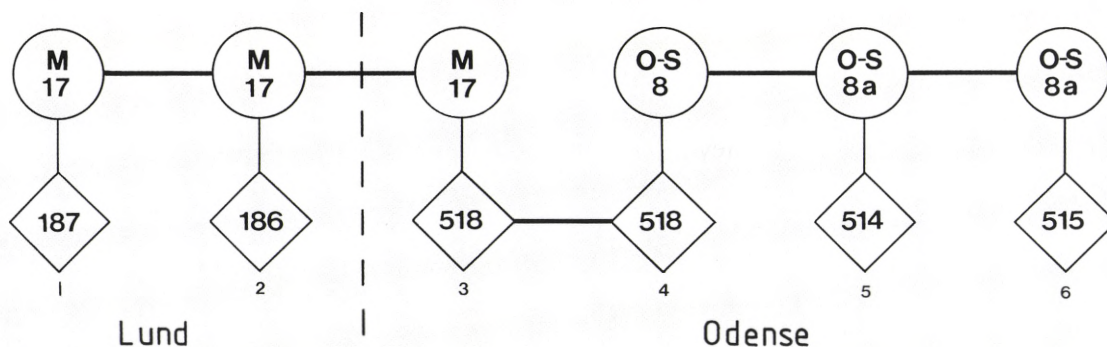 M M M O-S O-S O-S
17 17 17 8 8a 8a
187 186 518 518 514 515
1 2 3 4 5 6
Lund Odense